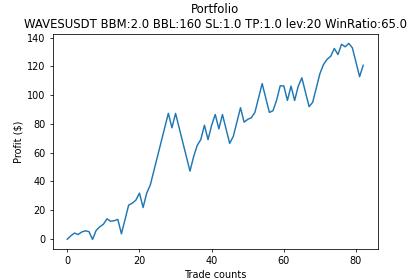 Portfolio
WAVESUSDT BBM:2.0 BBL:160 SL:1.0 TP:1.0 lev:20 WinRatio:65.0
140
120
100
80
60
40
20
0
Profit ($)
0 20 40 60 80
Trade counts